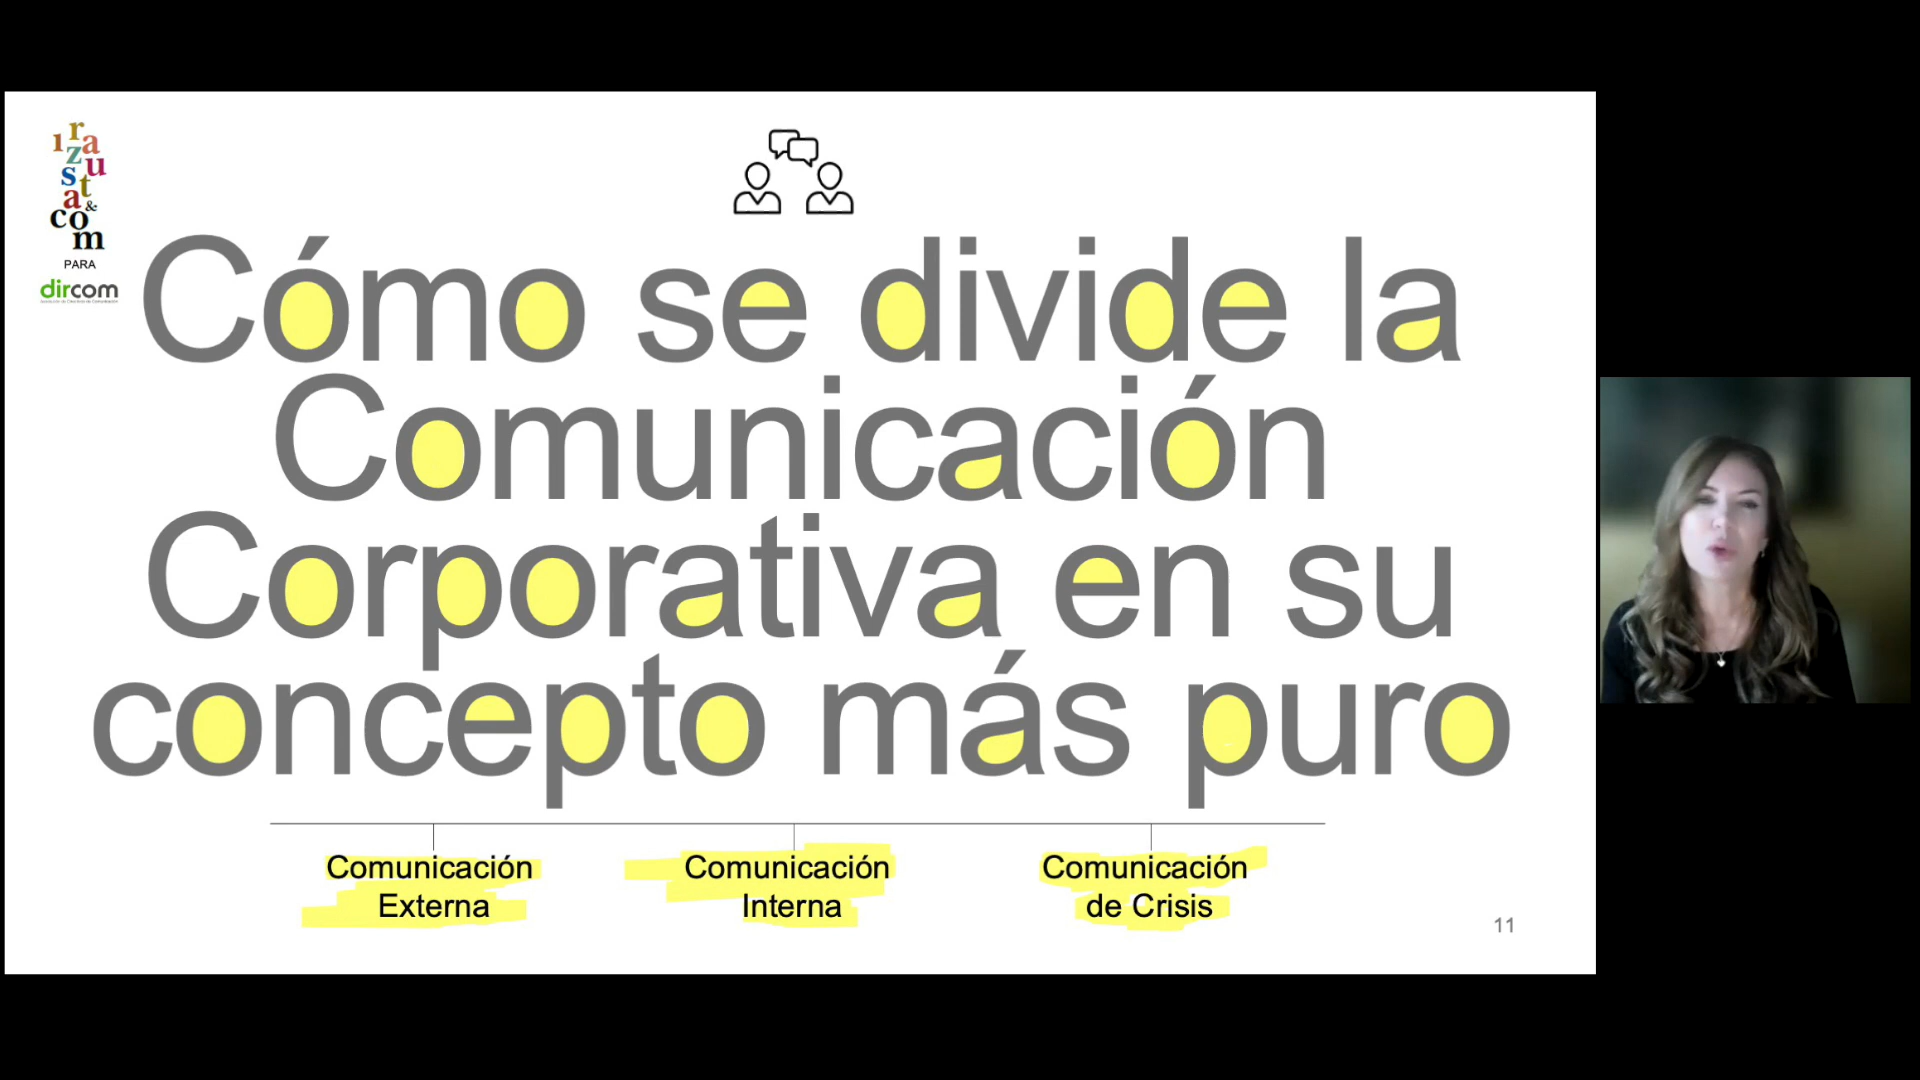 irazusta
&
com
PARA
dircom
Cómo se divide la
Comunicación
Corporativa en su
concepto más puro
Comunicación
Externa
Comunicación
Interna
Comunicación
de Crisis
11